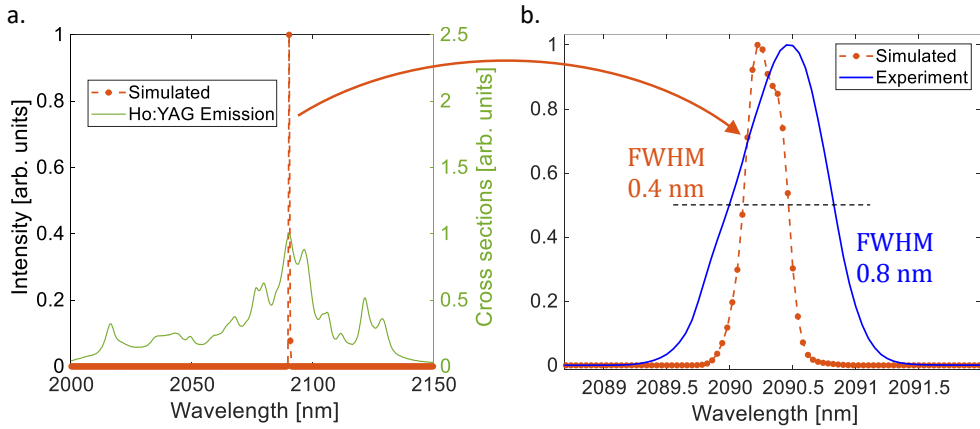 a.
1
0.8
0.6
0.4
0.2
0
Intensity [arb. units]
2000
2050
2100
2150
Wavelength [nm]
2.5
2
1.5
1
0.5
0
Cross sections [arb. units]
Simulated
Ho:YAG Emission
b.
1
0.8
0.6
0.4
0.2
0
2089
2089.5
2090
2090.5
2091
2091.5
Wavelength [nm]
Simulated
Experiment
FWHM
0.4 nm
FWHM
0.8 nm